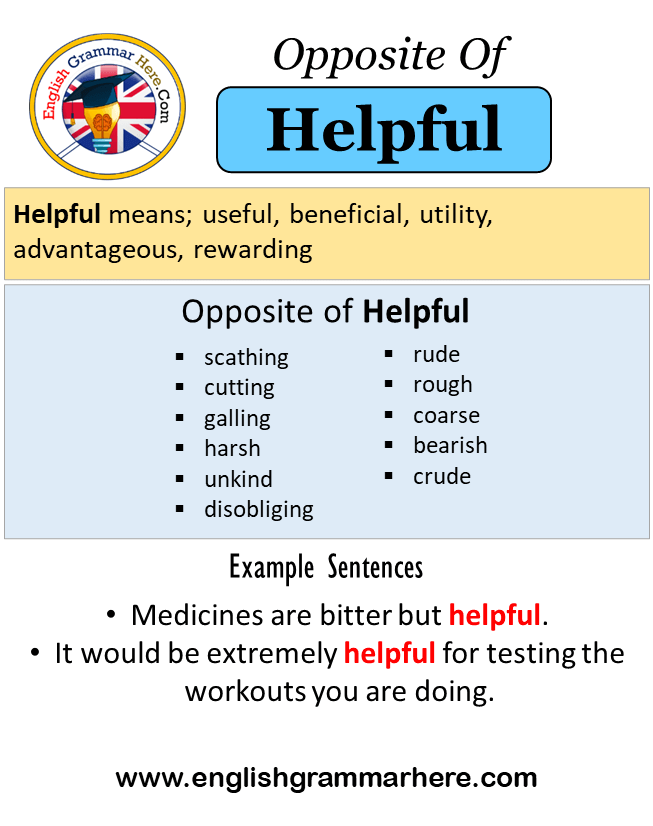 English Grammar Here.Com
Opposite Of
Helpful
Helpful means; useful, beneficial, utility,
advantageous, rewarding
Opposite of Helpful
▪ scathing
▪ cutting
▪ galling
▪ harsh
▪ unkind
▪ disobliging
▪ rude
▪ rough
▪ coarse
▪ bearish
▪ crude
Example Sentences
• Medicines are bitter but helpful.
• It would be extremely helpful for testing the
workouts you are doing.
www.englishgrammarhere.com